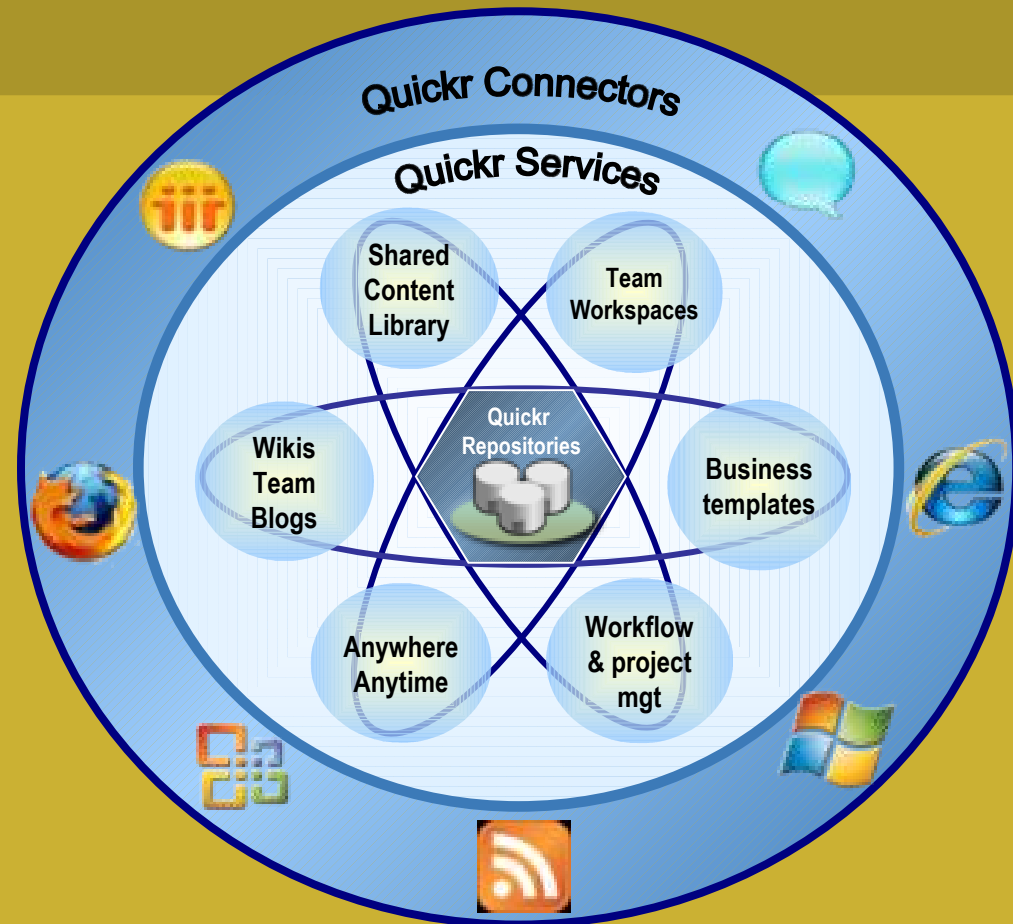 Quickr Connectors
Quickr Services
Shared
Content
Library
Team
Workspaces
Wikis
Team
Blogs
Quickr
Repositories
Business
templates
Anywhere
Anytime
Workflow
& project
mgt